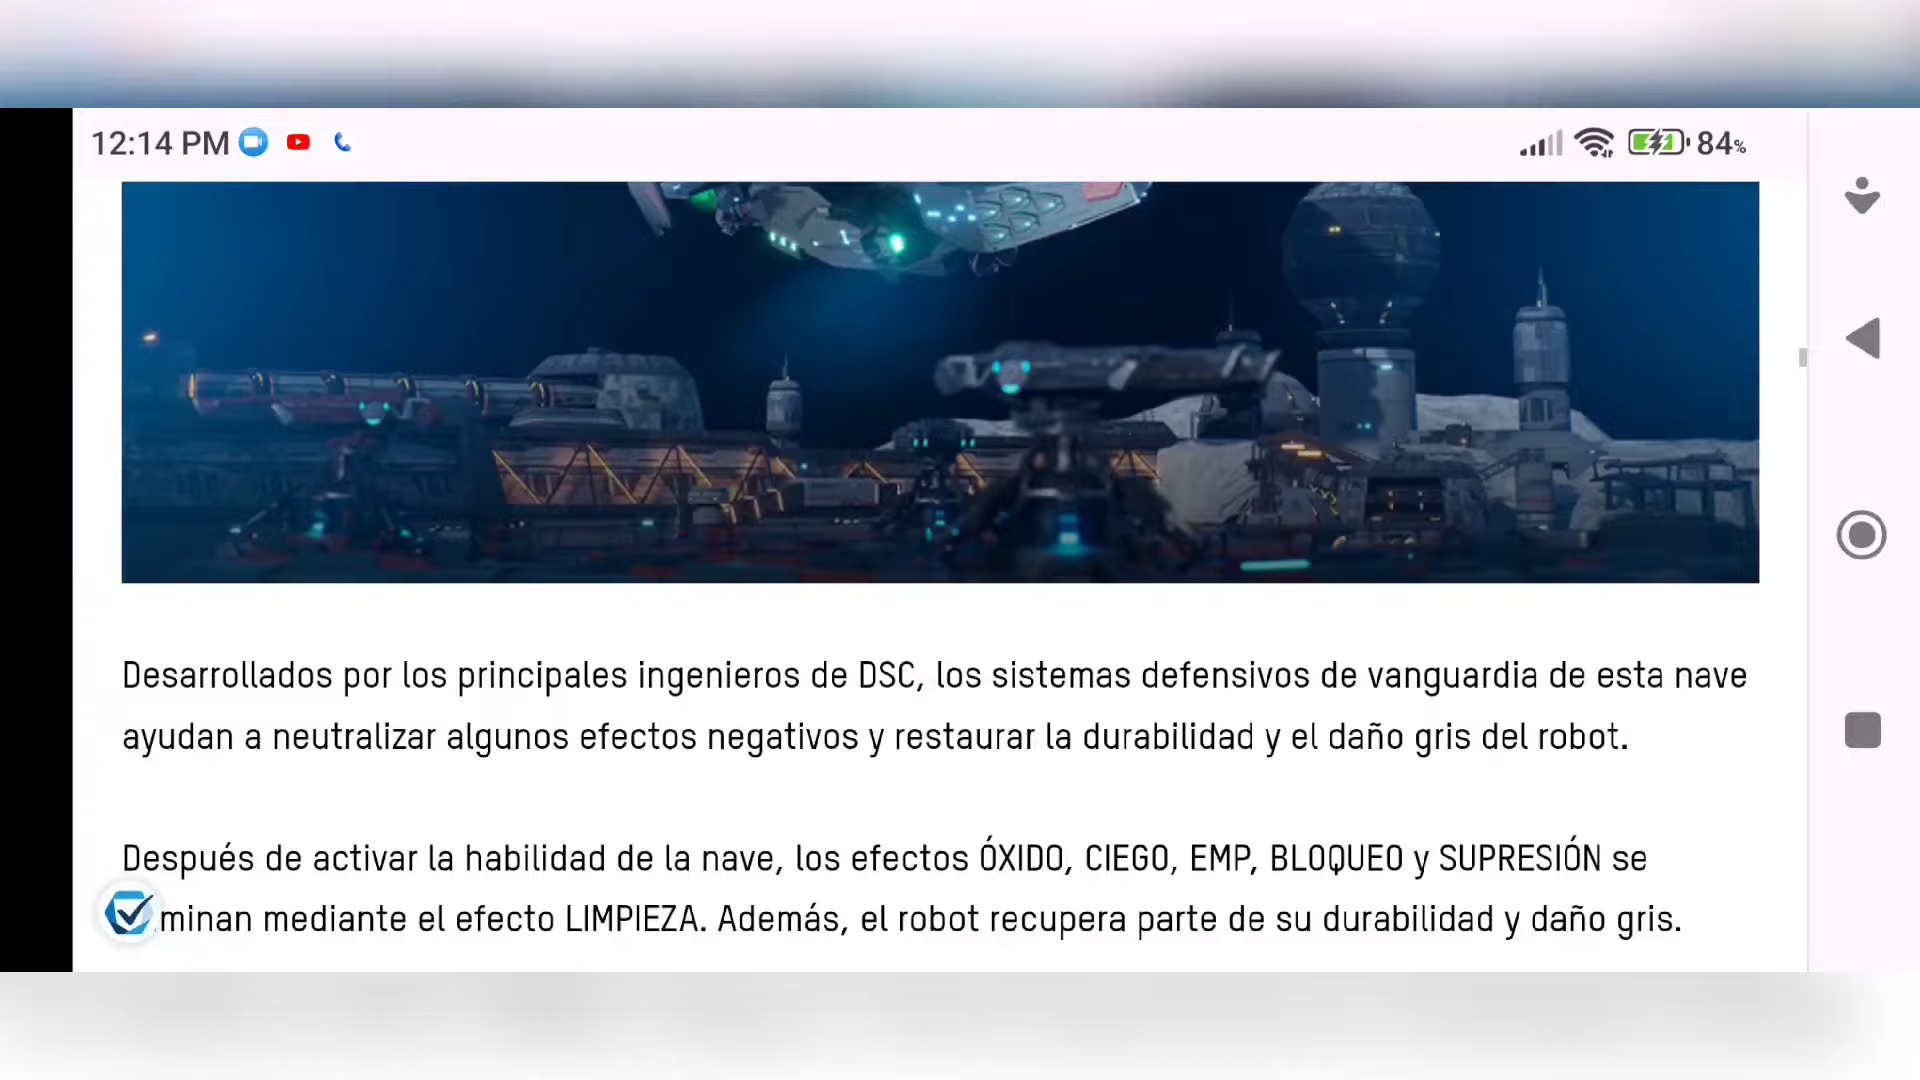 12:14 PM
84%
Desarrollados por los principales ingenieros de DSC, los sistemas defensivos de vanguardia de esta nave
ayudan a neutralizar algunos efectos negativos y restaurar la durabilidad y el daño gris del robot.
Después de activar la habilidad de la nave, los efectos ÓXIDO, CIEGO, EMP, BLOQUEO y SUPRESIÓN se
minan mediante el efecto LIMPIEZA. Además, el robot recupera parte de su durabilidad y daño gris.